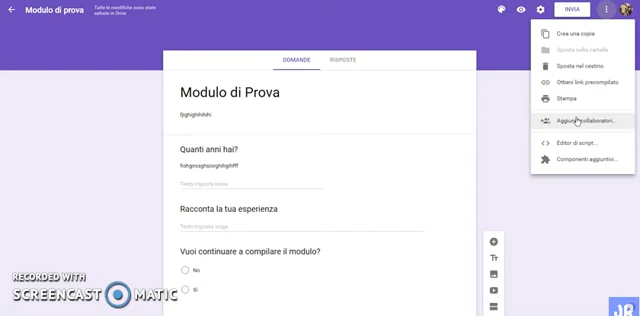 Modulo di prova
Tutte le modifiche sono state
salvate in Drive
INVIA
Crea una copia
Sposta nella cartella
Sposta nel cestino
Ottieni link precompilato
Stampa
Aggiungi collaboratori...
Editor di script...
Componenti aggiuntivi...
DOMANDE
RISPOSTE
Modulo di Prova
Quanti anni hai?
Testo risposta breve
Racconta la tua esperienza
Testo risposta lunga
Vuoi continuare a compilare il modulo?
No
Sì
Tт
RECORDED WITH
SCREENCAST MATIC